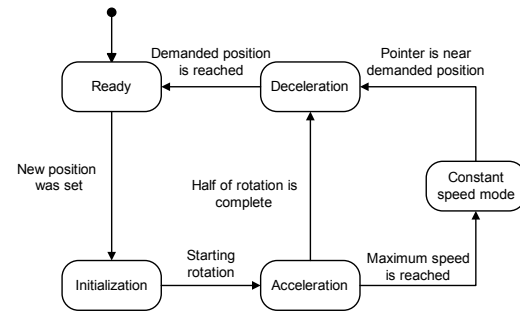 Demanded position
is reached
Pointer is near
demanded position
Ready
Deceleration
New position
was set
Half of rotation is
complete
Constant
speed mode
Starting
rotation
Maximum speed
is reached
Initialization
Acceleration